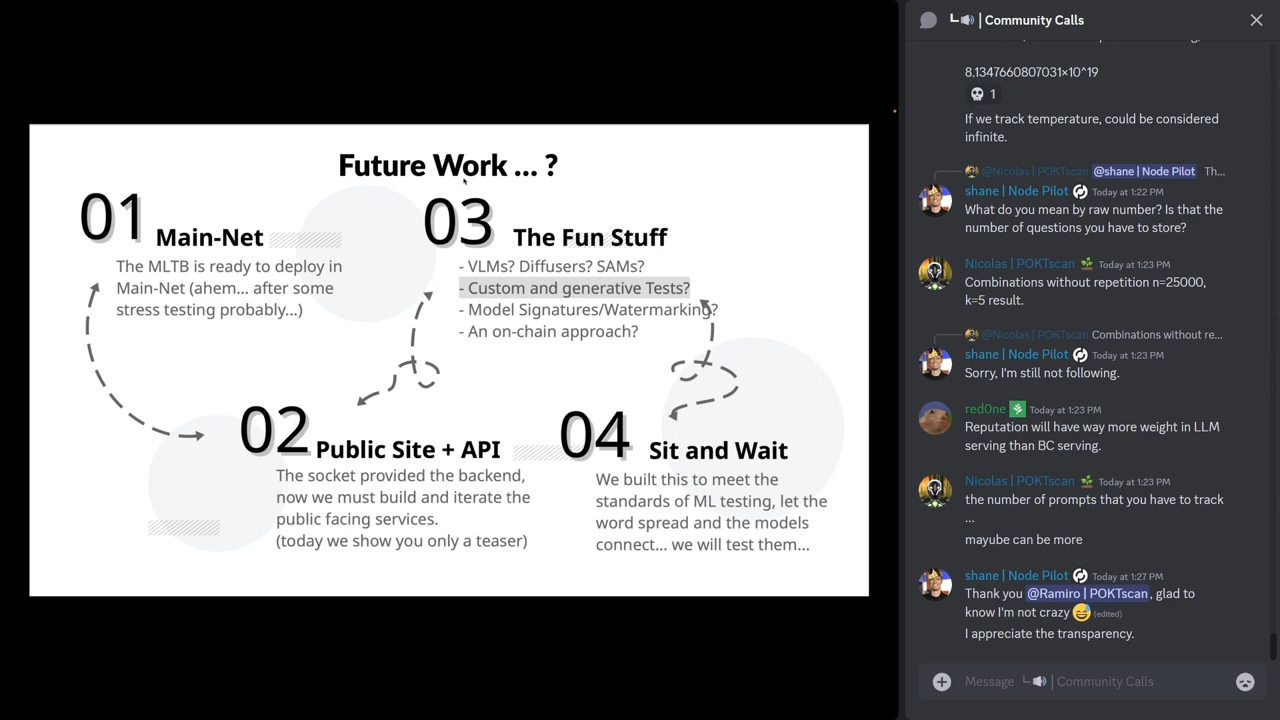 Future Work ... ?
01
Main-Net
The MLTB is ready to deploy in
Main-Net (ahem... after some
stress testing probably...)
03
The Fun Stuff
- VLMs? Diffusers? SAMs?
- Custom and generative Tests?
- Model Signatures/Watermarking?
- An on-chain approach?
02
Public Site + API
The socket provided the backend,
now we must build and iterate the
public facing services.
(today we show you only a teaser)
04
Sit and Wait
We built this to meet the
standards of ML testing, let the
word spread and the models
connect... we will test them...
Community Calls
8,1347660807031×10^19
1
If we track temperature, could be considered
infinite.
@Nicolas | POKTscan @shane | Node Pilot Th...
shane | Node Pilot Today at 1:22 PM
What do you mean by raw number? Is that the
number of questions you have to store?
Nicolas | POKTscan Today at 1:23 PM
Combinations without repetition n=25000,
k=5 result.
@Nicolas | POKTscan Combinations without re...
shane | Node Pilot Today at 1:23 PM
Sorry, I'm still not following.
red0ne Today at 1:23 PM
Reputation will have way more weight in LLM
serving than BC serving.
Nicolas | POKTscan Today at 1:23 PM
the number of prompts that you have to track
...
mayube can be more
shane | Node Pilot Today at 1:27 PM
Thank you @Ramiro | POKTscan, glad to
know I'm not crazy 😅 (edited)
I appreciate the transparency.
Message Community Calls